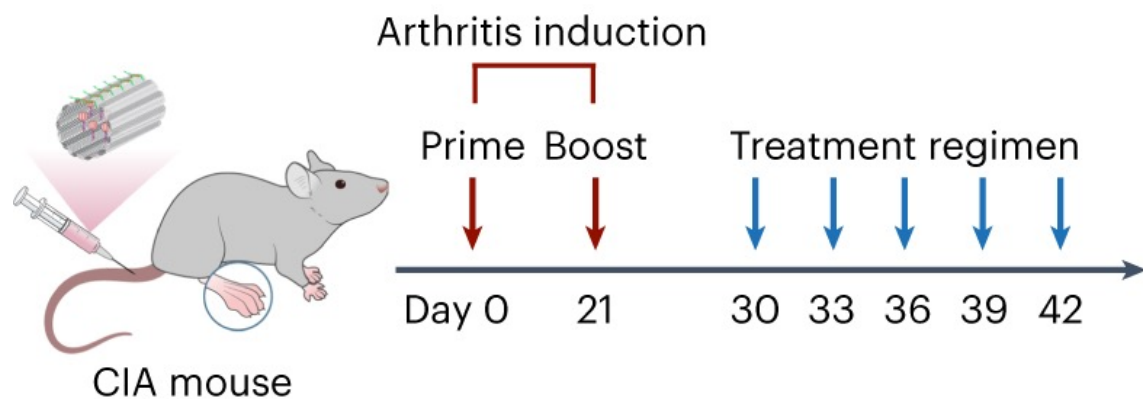 Arthritis induction
Prime Boost Treatment regimen
Day 0 21 30 33 36 39 42
CIA mouse